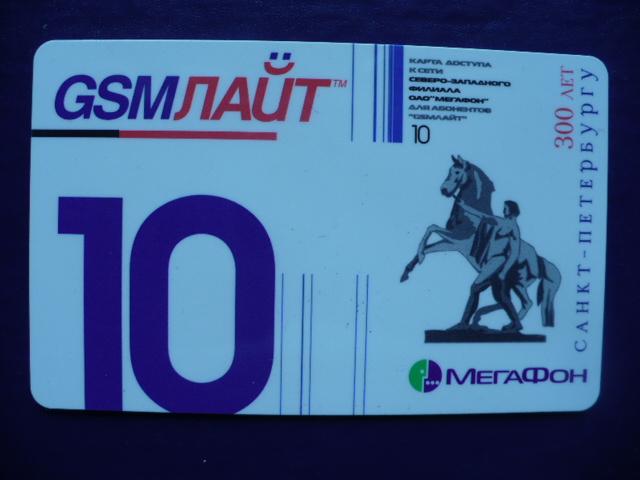 GSMЛАЙТ™
КАРТА ДОСТУПА
К СЕТИ
СЕВЕРО-ЗАПАДНОГО
ФИЛИАЛА
ОАО "МЕГАФОН"
ДЛЯ АБОНЕНТОВ
"GSMЛАЙТ"
10
300 ЛЕТ
САНКТ-ПЕТЕРБУРГУ
10
МЕГАФОН